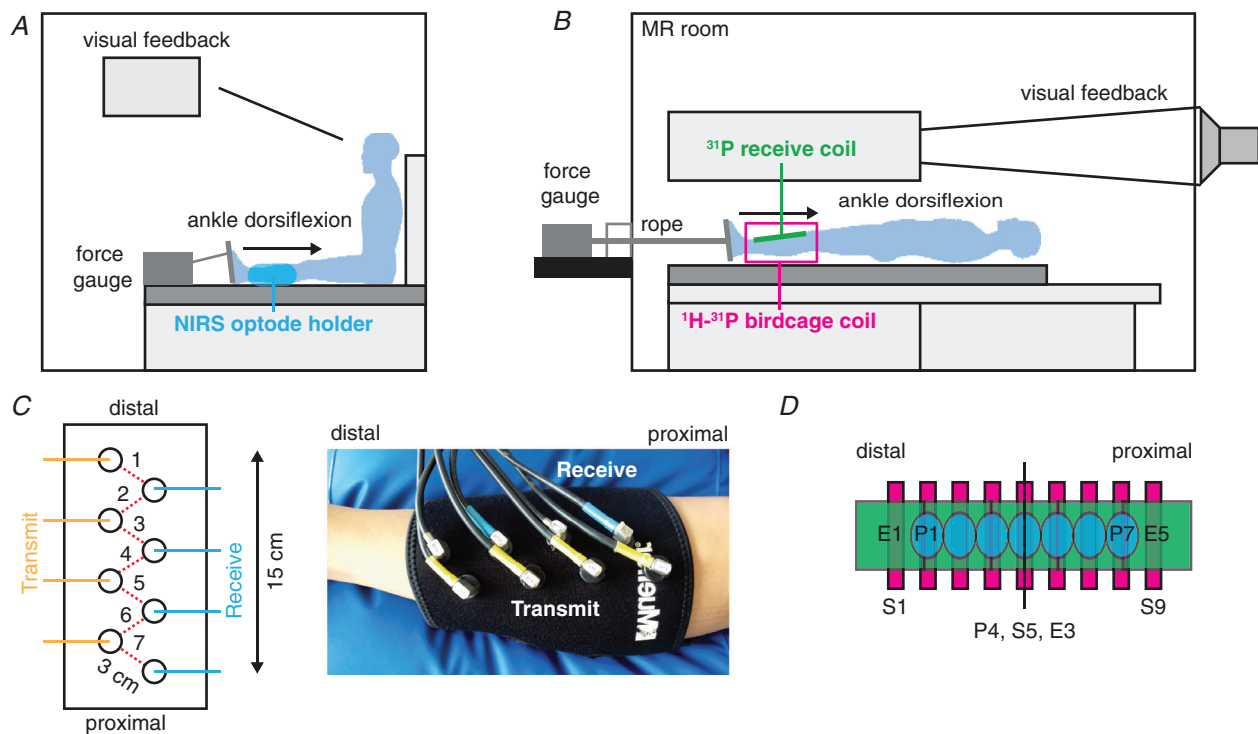 A
visual feedback
ankle dorsiflexion
force
gauge
NIRS optode holder
B
MR room
visual feedback
³¹P receive coil
force
gauge
rope
ankle dorsiflexion
¹H-³¹P birdcage coil
C
distal
1
2
3
4
5
6
7
3 cm
Transmit
Receive
15 cm
proximal
distal
proximal
Receive
Transmit
D
distal
proximal
E1
P1
P7
E5
S1
S9
P4, S5, E3